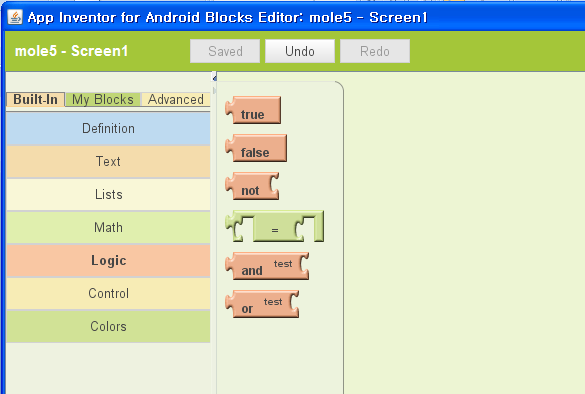 App Inventor for Android Blocks Editor: mole5 - Screen1
mole5 - Screen1
Saved
Undo
Redo
Built-In
My Blocks
Advanced
Definition
Text
Lists
Math
Logic
Control
Colors
true
false
not
=
and test
or test